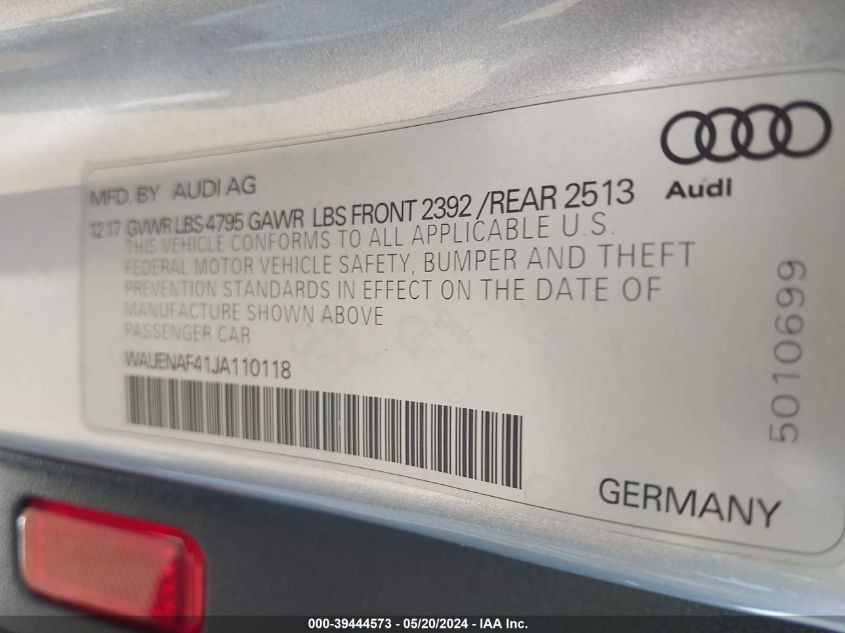 MFD. BY AUDI AG
12 17 GVWR LBS 4795 GAWR LBS FRONT 2392 /REAR 2513
THIS VEHICLE CONFORMS TO ALL APPLICABLE U.S.
FEDERAL MOTOR VEHICLE SAFETY, BUMPER AND THEFT
PREVENTION STANDARDS IN EFFECT ON THE DATE OF
MANUFACTURE SHOWN ABOVE
PASSENGER CAR
WAUENAF41JA110118
Audi
5010699
GERMANY
000-39444573 - 05/20/2024 - IAA Inc.